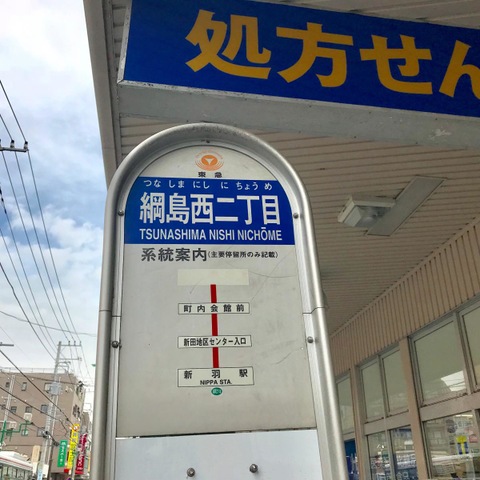 処方せん
東急
つなしまにしにちょうめ
綱島西二丁目
TSUNASHIMA NISHI NICHŌME
系統案内(主要停留所のみ記載)
町内会館前
新田地区センター入口
新羽駅
NIPPA STA.